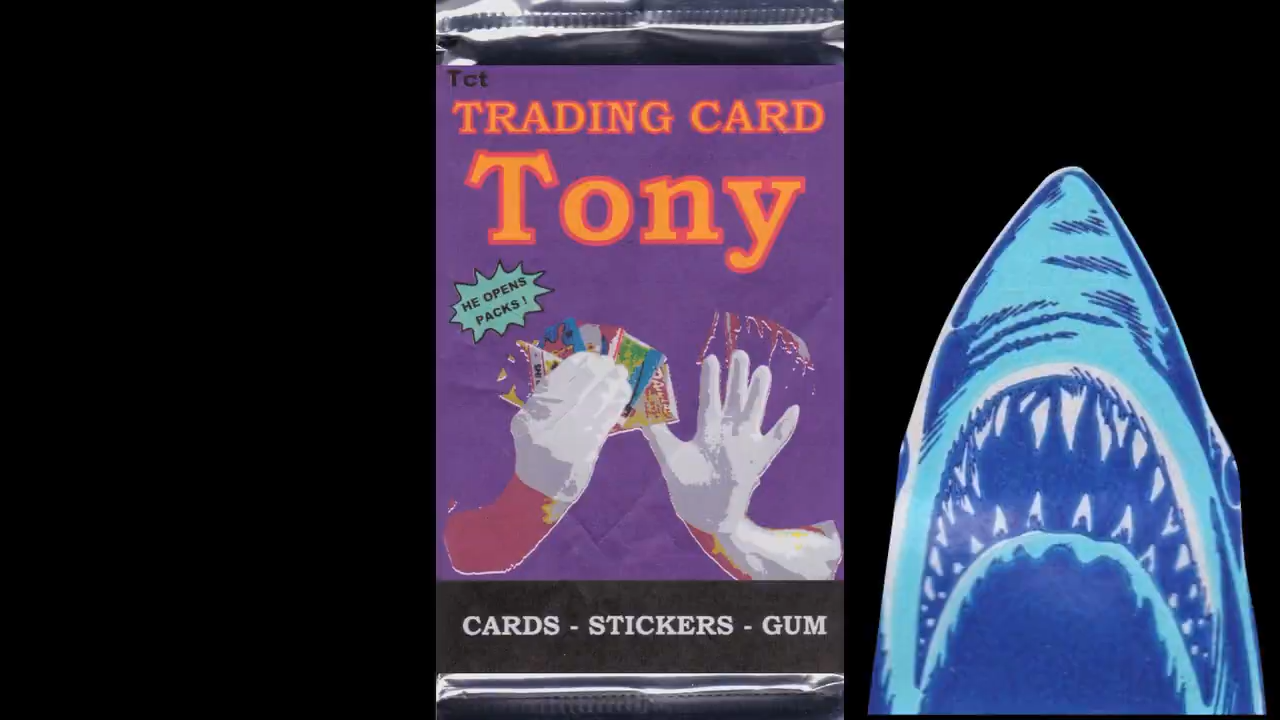 Tct
TRADING CARD
Tony
HE OPENS
PACKS !
CARDS - STICKERS - GUM